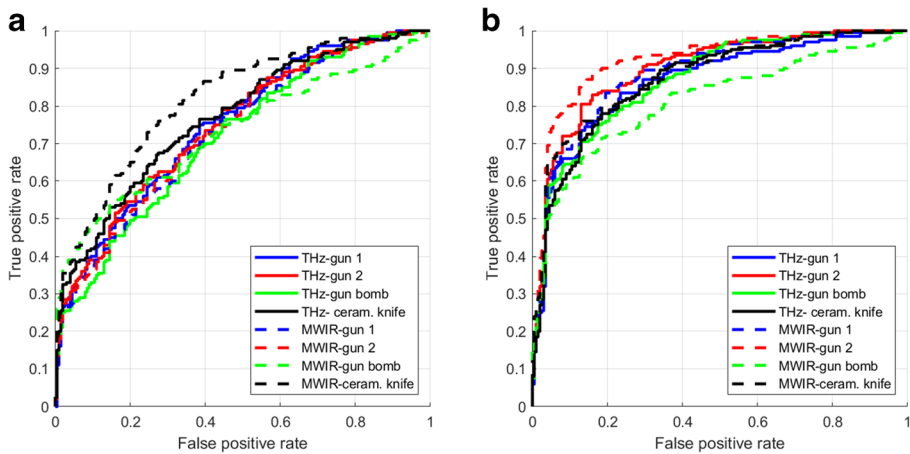 a
1
0.9
0.8
0.7
0.6
0.5
0.4
0.3
0.2
0.1
0
True positive rate
0 0.2 0.4 0.6 0.8 1
False positive rate
THz-gun 1
THz-gun 2
THz-gun bomb
THz- ceram. knife
MWIR-gun 1
MWIR-gun 2
MWIR-gun bomb
MWIR-ceram. knife
b
1
0.9
0.8
0.7
0.6
0.5
0.4
0.3
0.2
0.1
0
True positive rate
0 0.2 0.4 0.6 0.8 1
False positive rate
THz-gun 1
THz-gun 2
THz-gun bomb
THz- ceram. knife
MWIR-gun 1
MWIR-gun 2
MWIR-gun bomb
MWIR-ceram. knife